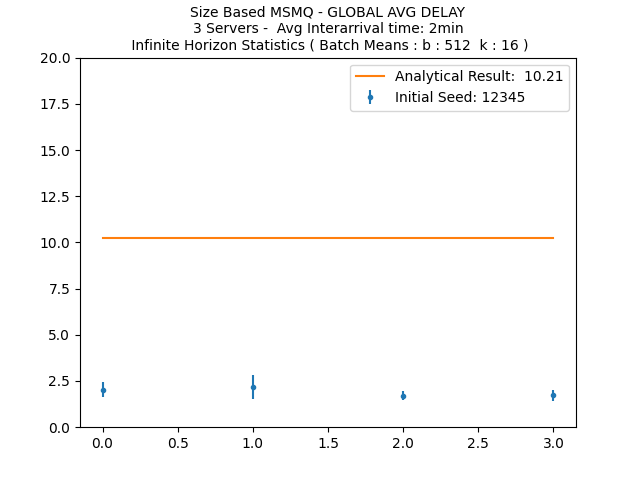 Size Based MSMQ - GLOBAL AVG DELAY
3 Servers -  Avg Interarrival time: 2min
Infinite Horizon Statistics ( Batch Means : b : 512  k : 16 )
Analytical Result:  10.21
Initial Seed: 12345
20.0
17.5
15.0
12.5
10.0
7.5
5.0
2.5
0.0
0.0 0.5 1.0 1.5 2.0 2.5 3.0